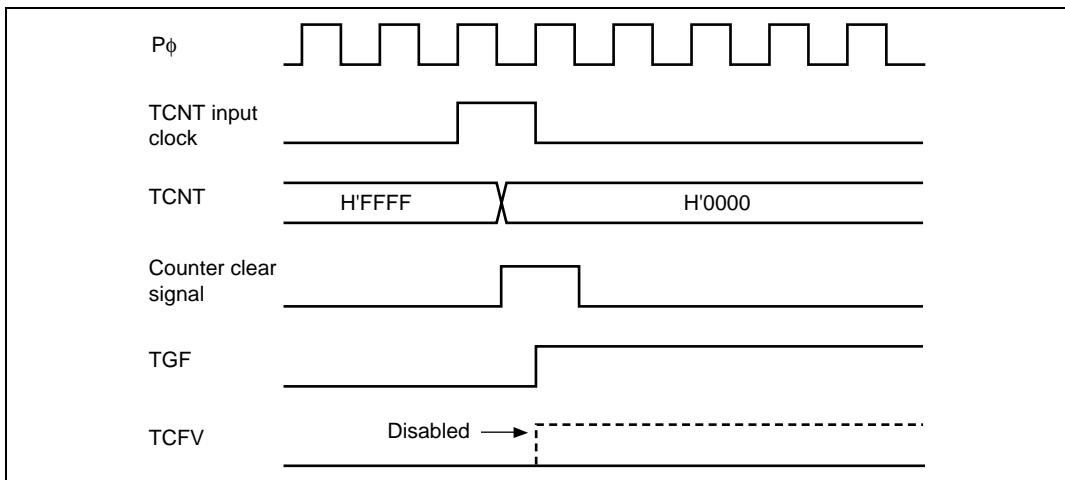 Pϕ
TCNT input
clock
TCNT
H'FFFF
H'0000
Counter clear
signal
TGF
TCFV
Disabled